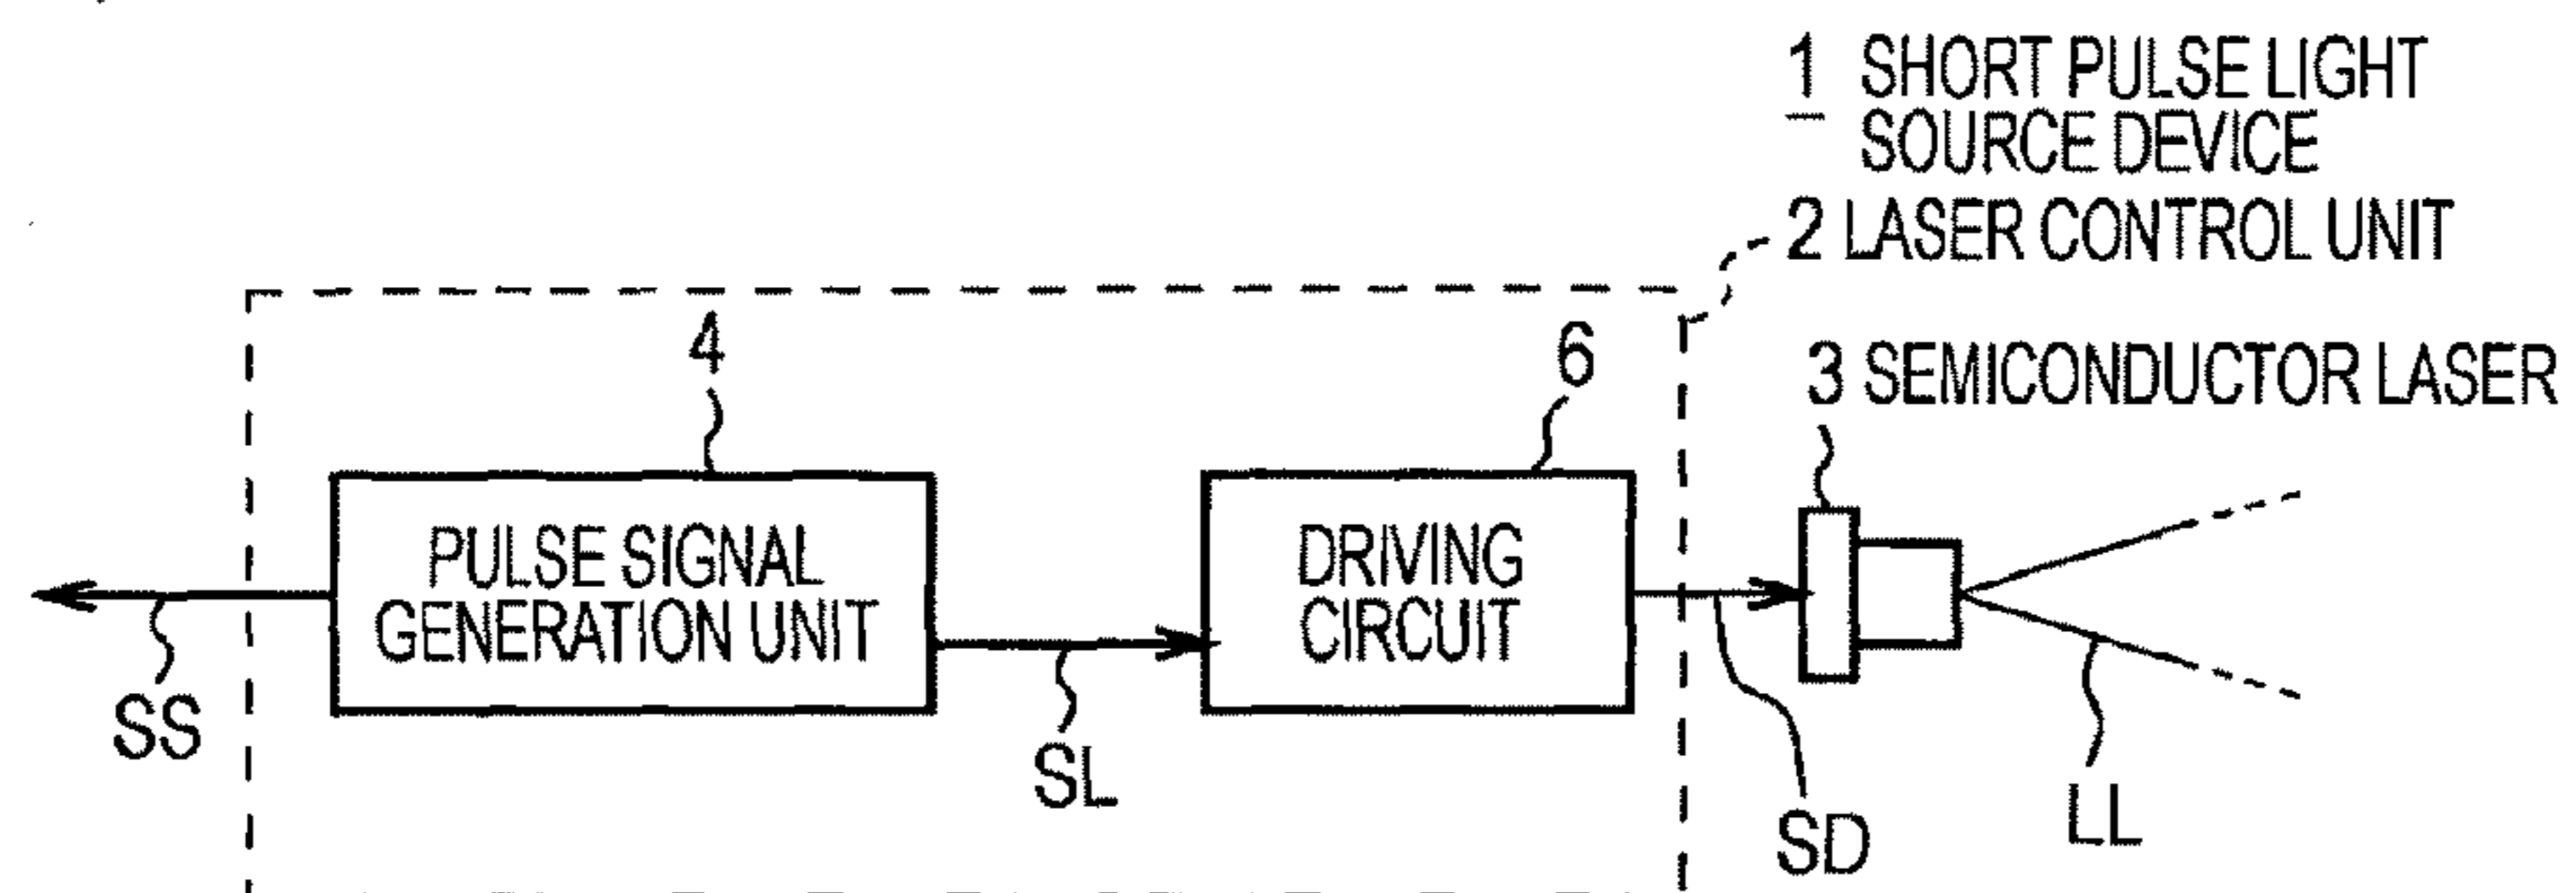 1 SHORT PULSE LIGHT
SOURCE DEVICE
2 LASER CONTROL UNIT
4
6
3 SEMICONDUCTOR LASER
PULSE SIGNAL
GENERATION UNIT
DRIVING
CIRCUIT
SS
SL
SD
LL